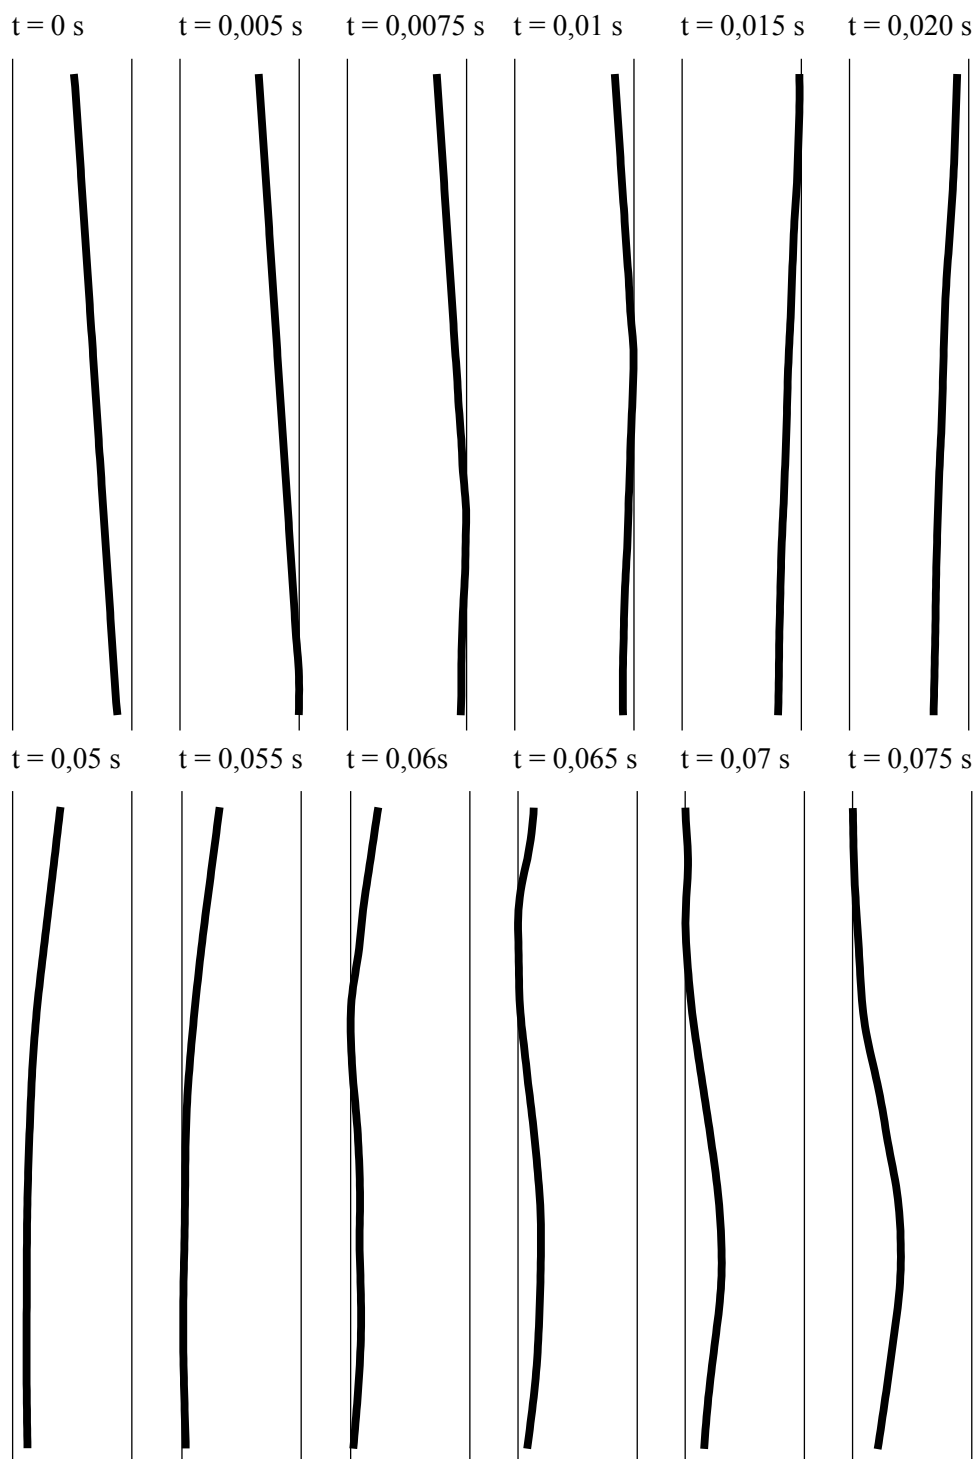 t = 0 s
t = 0,005 s
t = 0,0075 s
t = 0,01 s
t = 0,015 s
t = 0,020 s
t = 0,05 s
t = 0,055 s
t = 0,06s
t = 0,065 s
t = 0,07 s
t = 0,075 s